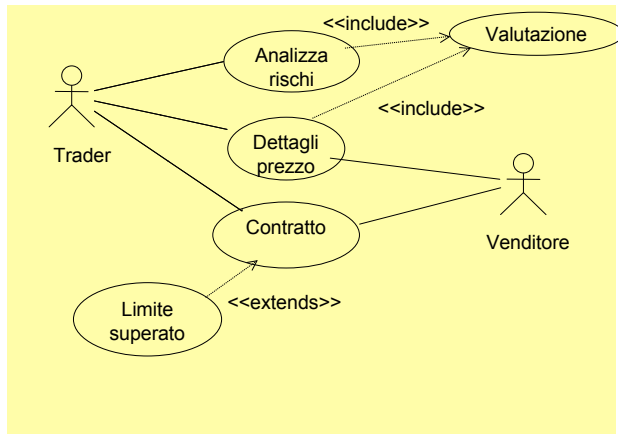 <<include>>
Valutazione
Analizza
rischi
<<include>>
Trader
Dettagli
prezzo
Contratto
Venditore
Limite
superato
<<extends>>